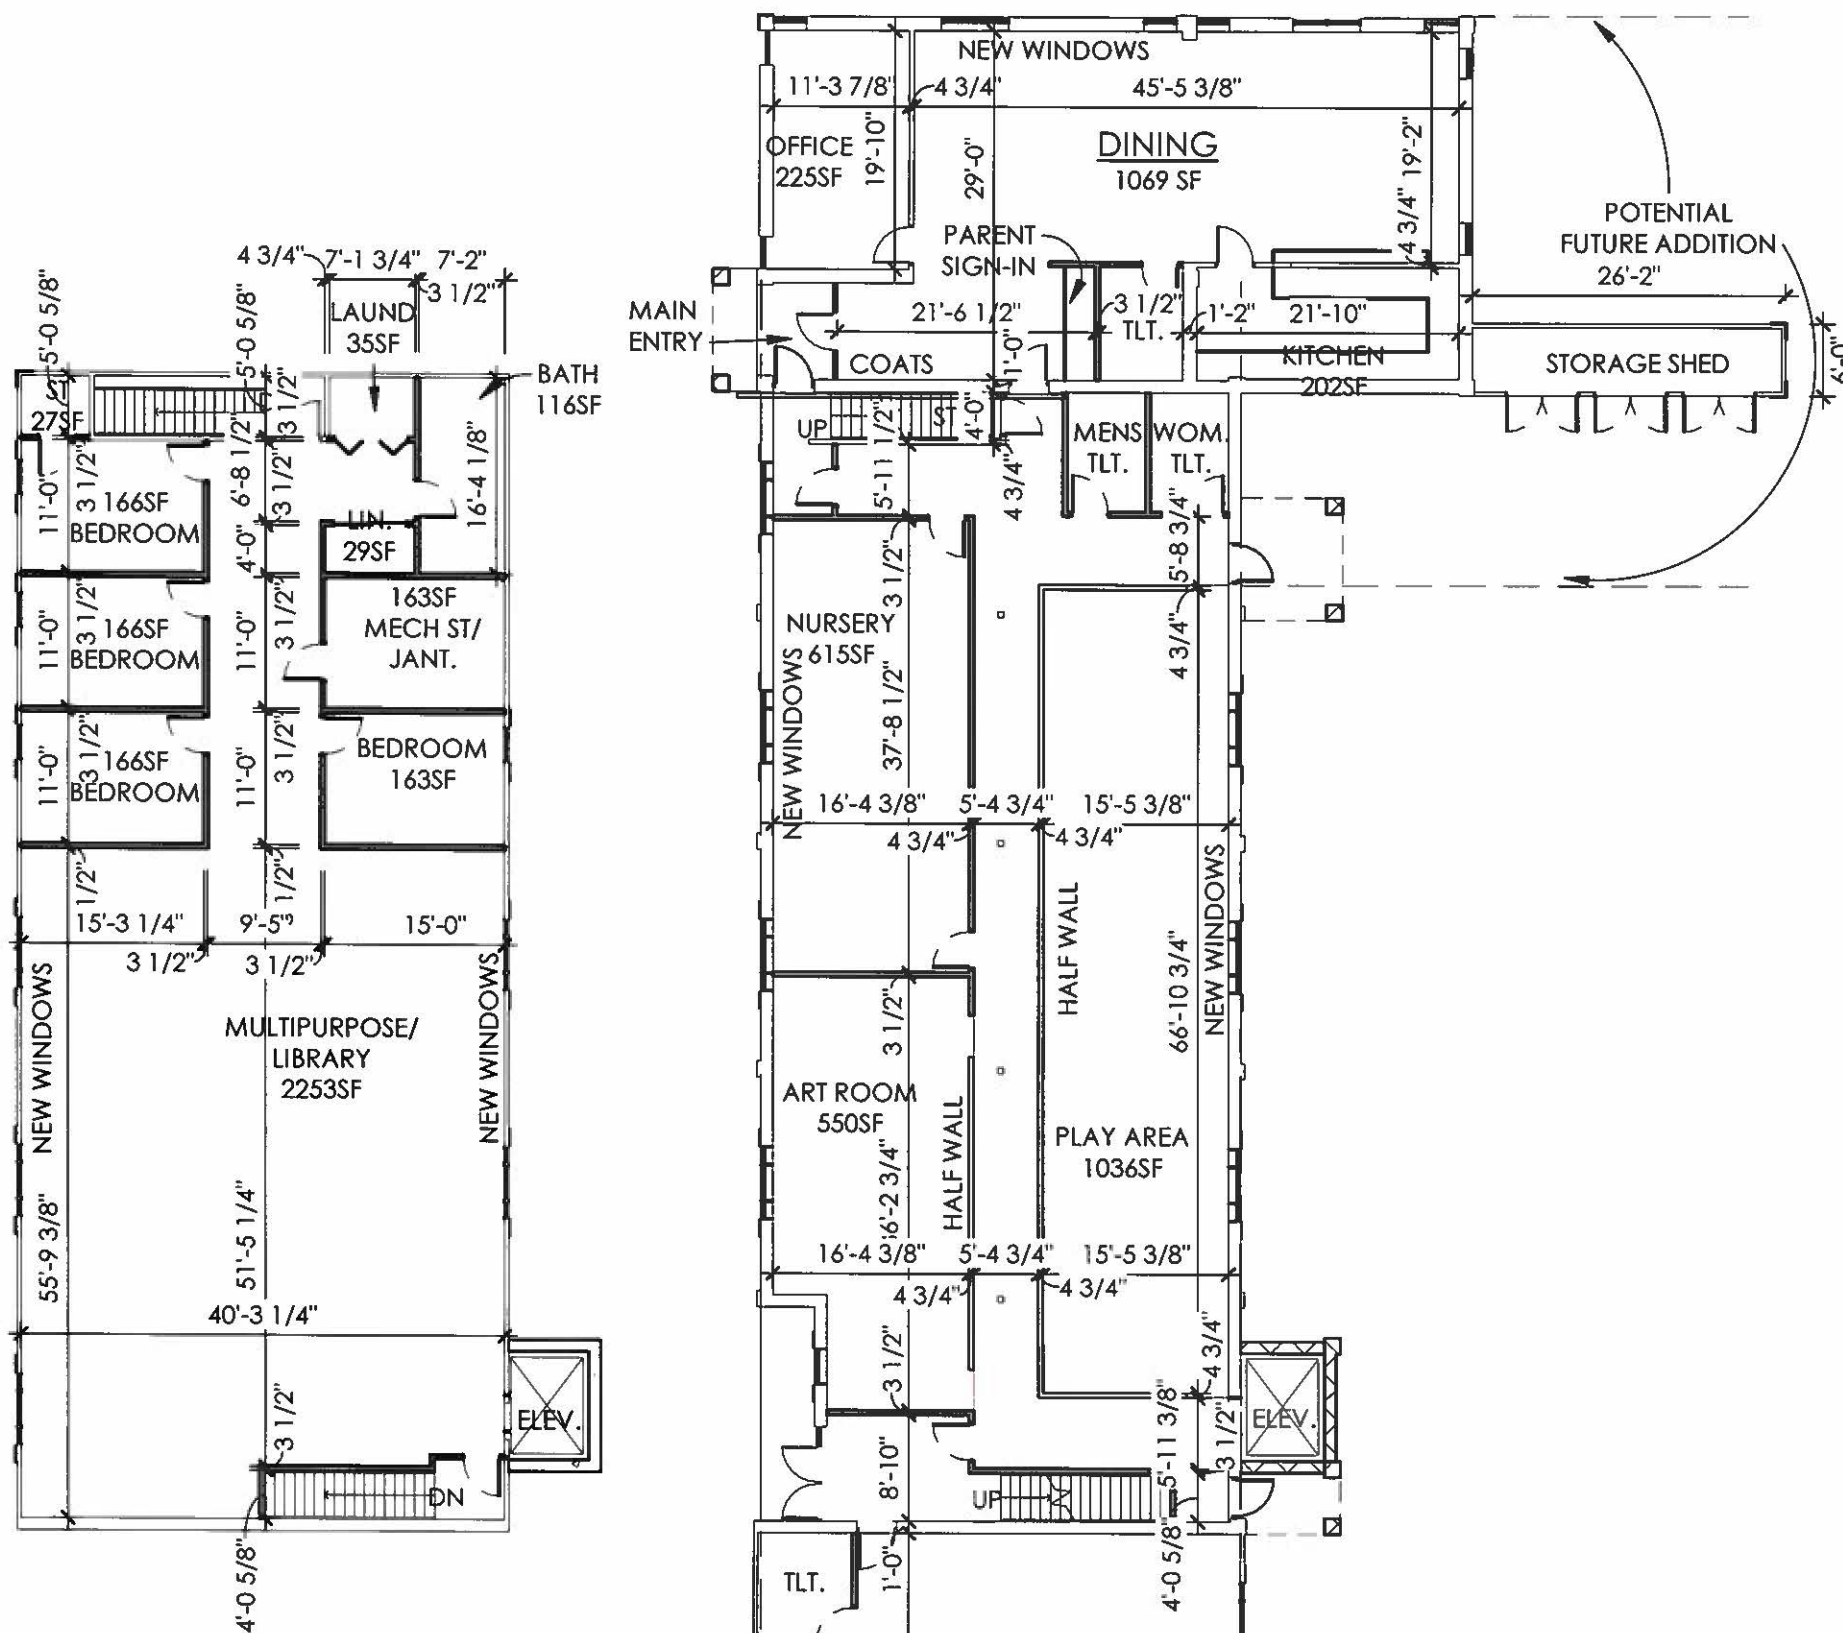 4 3/4"
7'-1 3/4"
7'-2"
3 1/2"
LAUND
35SF
5'-0 5/8"
5'-0 5/8"
3 1/2"
BATH
116SF
ST
27SF
11'-0"
3 1/2"
166SF
BEDROOM
6'-8 1/2"
3 1/2"
LIN.
29SF
16'-4 1/8"
4'-0"
11'-0"
3 1/2"
166SF
BEDROOM
11'-0"
3 1/2"
163SF
MECH ST/
JANT.
11'-0"
3 1/2"
166SF
BEDROOM
11'-0"
3 1/2"
BEDROOM
163SF
1/2"
1/2"
15'-3 1/4"
9'-5"
15'-0"
3 1/2"
3 1/2"
NEW WINDOWS
NEW WINDOWS
MULTIPURPOSE/
LIBRARY
2253SF
55'-9 3/8"
51'-5 1/4"
40'-3 1/4"
3 1/2"
ELEV.
DN
4'-0 5/8"
NEW WINDOWS
11'-3 7/8"
4 3/4"
45'-5 3/8"
OFFICE
225SF
19'-10"
29'-0"
DINING
1069 SF
19'-2"
4 3/4"
PARENT
SIGN-IN
POTENTIAL
FUTURE ADDITION
26'-2"
MAIN
ENTRY
21'-6 1/2"
3 1/2"
TLT.
1'-2"
21'-10"
COATS
1'-0"
KITCHEN
202SF
STORAGE SHED
6'-0"
UP
ST
4'-0"
5'-11 1/2"
4 3/4"
MENS
TLT.
WOM.
TLT.
5'-8 3/4"
4 3/4"
3 1/2"
NURSERY
615SF
NEW WINDOWS
37'-8 1/2"
16'-4 3/8"
5'-4 3/4"
15'-5 3/8"
4 3/4"
4 3/4"
HALF WALL
NEW WINDOWS
66'-10 3/4"
3 1/2"
ART ROOM
550SF
HALF WALL
6'-2 3/4"
PLAY AREA
1036SF
16'-4 3/8"
5'-4 3/4"
15'-5 3/8"
4 3/4"
4 3/4"
3 1/2"
4 3/4"
5'-11 3/8"
3 1/2"
ELEV.
8'-10"
UP
4'-0 5/8"
1'-0"
TLT.